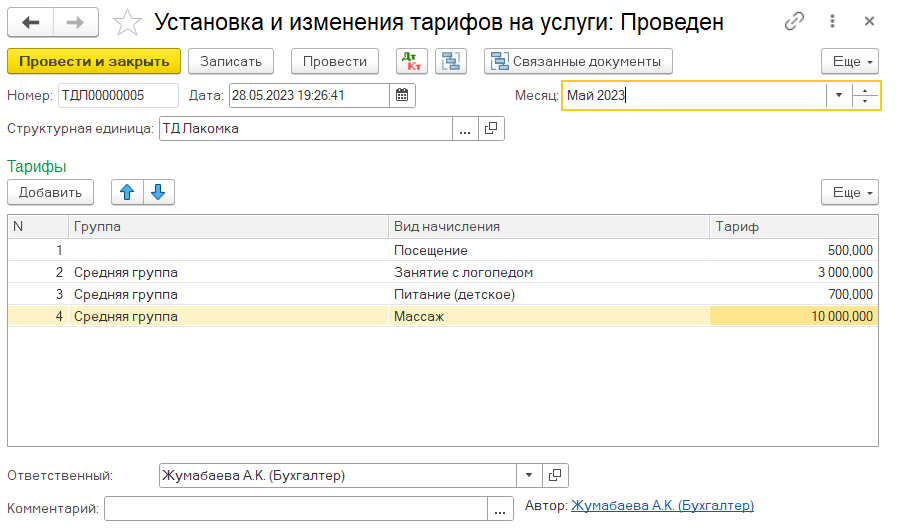 Установка и изменения тарифов на услуги: Проведен
Провести и закрыть Записать Провести Дт Кт Связанные документы Еще
Номер: ТДЛ00000005 Дата: 28.05.2023 19:26:41 Месяц: Май 2023
Структурная единица: ТД Лакомка ...
Тарифы
Добавить Еще
N Группа Вид начисления Тариф
1 Посещение 500,000
2 Средняя группа Занятие с логопедом 3 000,000
3 Средняя группа Питание (детское) 700,000
4 Средняя группа Массаж 10 000,000
Ответственный: Жумабаева А.К. (Бухгалтер)
Комментарий: ... Автор: Жумабаева А.К. (Бухгалтер)